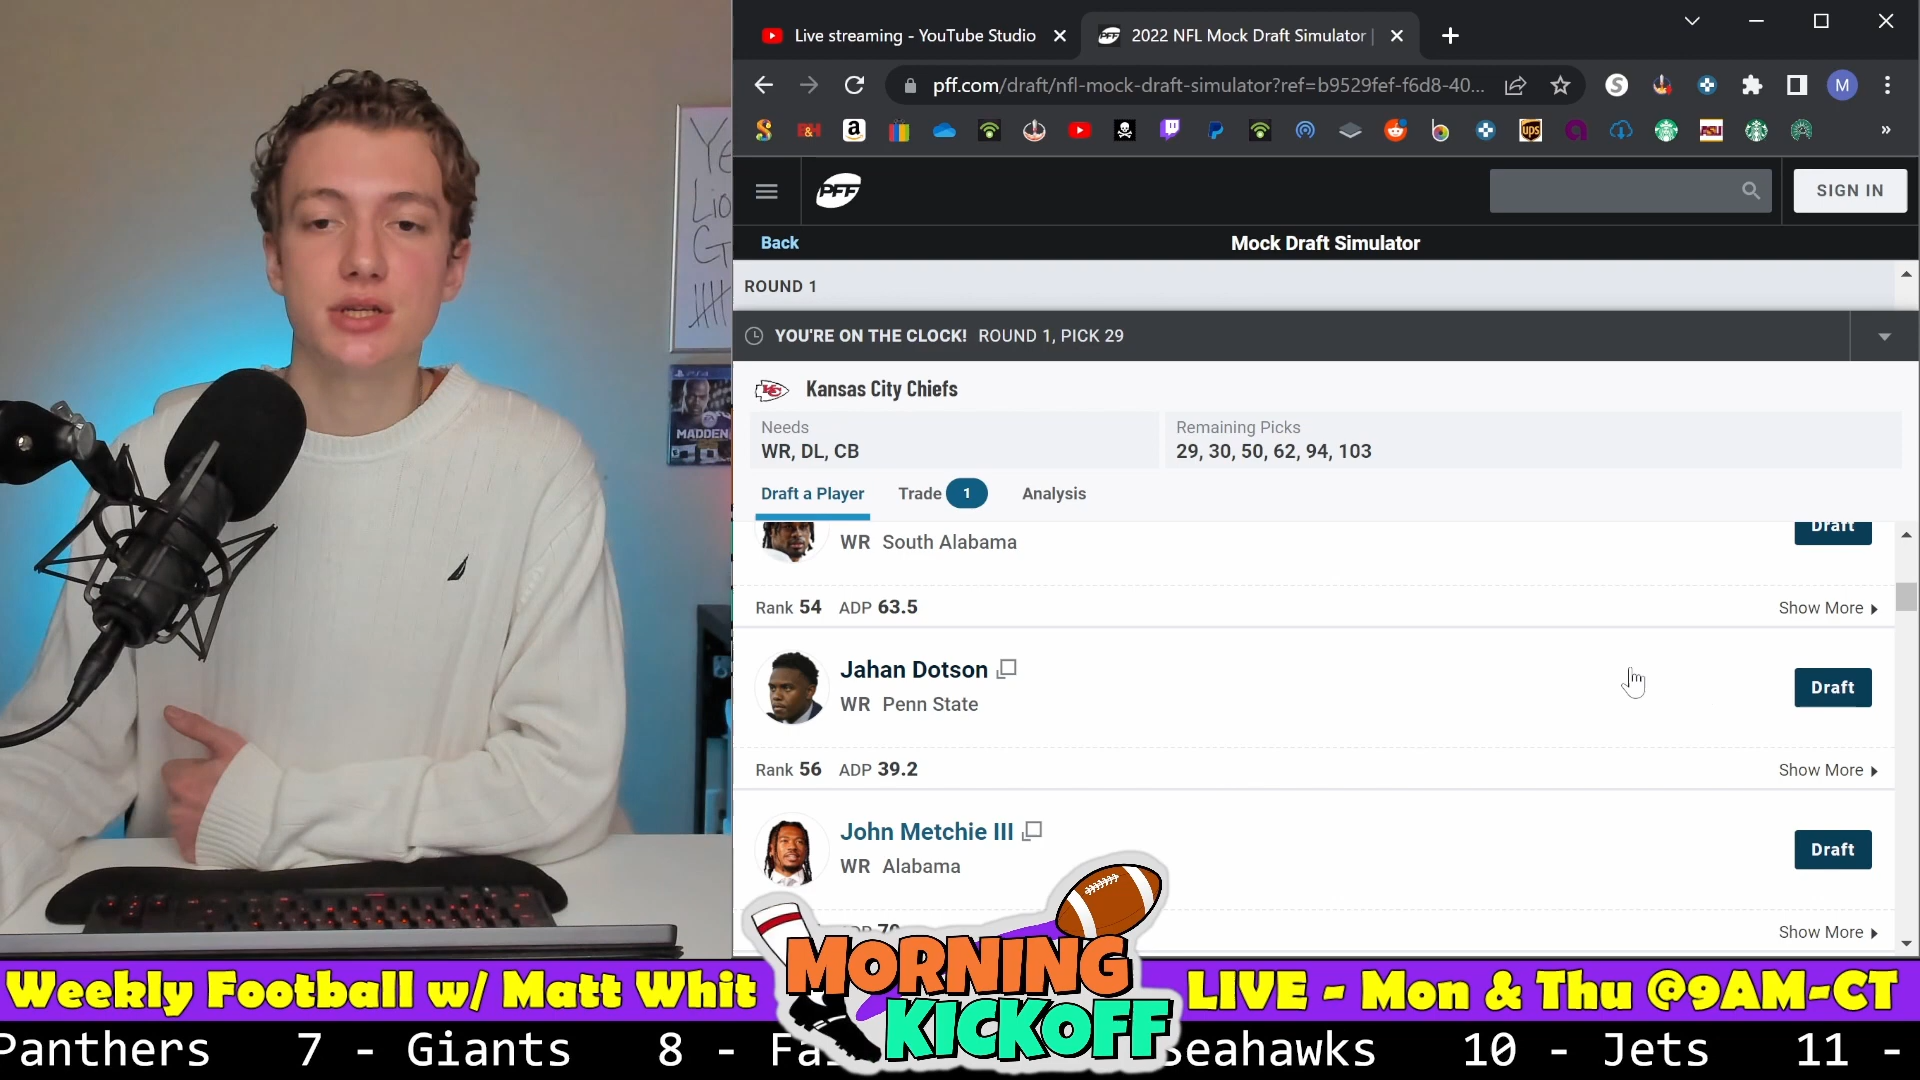 Live streaming - YouTube Studio
2022 NFL Mock Draft Simulator |
pff.com/draft/nfl-mock-draft-simulator?ref=b9529fef-f6d8-40...
M
PFF
SIGN IN
Back
Mock Draft Simulator
ROUND 1
YOU'RE ON THE CLOCK! ROUND 1, PICK 29
KC
Kansas City Chiefs
Needs
WR, DL, CB
Remaining Picks
29, 30, 50, 62, 94, 103
Draft a Player
Trade 1
Analysis
Draft
WR South Alabama
Rank 54 ADP 63.5
Show More
Jahan Dotson
WR Penn State
Draft
Rank 56 ADP 39.2
Show More
John Metchie III
WR Alabama
Draft
Show More
MADDEN
Weekly Football w/ Matt Whit
MORNING
KICKOFF
LIVE - Mon & Thu @9AM-CT
Panthers 7 - Giants 8 - Fa
Seahawks 10 - Jets 11 -